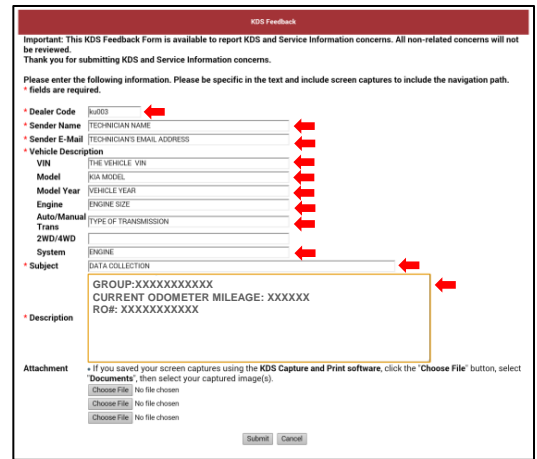 KDS Feedback
Important: This KDS Feedback Form is available to report KDS and Service Information concerns. All non-related concerns will not
be reviewed.
Thank you for submitting KDS and Service Information concerns.
Please enter the following information. Please be specific in the text and include screen captures to include the navigation path.
* fields are required.
* Dealer Code ku003
* Sender Name TECHNICIAN NAME
* Sender E-Mail TECHNICIAN'S EMAIL ADDRESS
* Vehicle Description
VIN THE VEHICLE VIN
Model KIA MODEL
Model Year VEHICLE YEAR
Engine ENGINE SIZE
Auto/Manual
Trans TYPE OF TRANSMISSION
2WD/4WD
System ENGINE
* Subject DATA COLLECTION
GROUP:XXXXXXXXXXX
CURRENT ODOMETER MILEAGE: XXXXXX
RO#: XXXXXXXXXXX
* Description
Attachment • If you saved your screen captures using the KDS Capture and Print software, click the "Choose File" button, select
"Documents", then select your captured image(s).
Choose File No file chosen
Choose File No file chosen
Choose File No file chosen
Submit Cancel